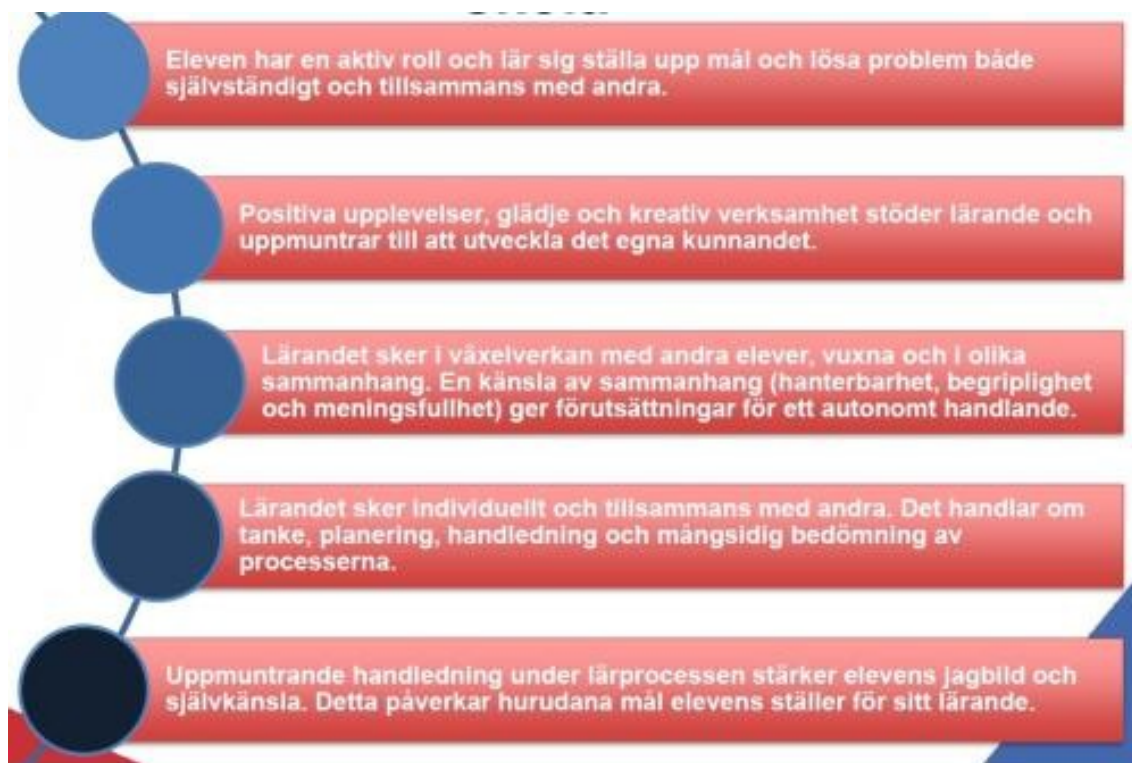 Eleven har en aktiv roll och lär sig ställa upp mål och lösa problem både
självständigt och tillsammans med andra.
Positiva upplevelser, glädje och kreativ verksamhet stöder lärande och
uppmuntrar till att utveckla det egna kunnandet.
Lärandet sker i växelverkan med andra elever, vuxna och i olika
sammanhang. En känsla av sammanhang (hanterbarhet, begriplighet
och meningsfullhet) ger förutsättningar för ett autonomt handlande.
Lärandet sker individuellt och tillsammans med andra. Det handlar om
tanke, planering, handledning och mångsidig bedömning av
processerna.
Uppmuntrande handledning under lärprocessen stärker elevens jagbild och
självkänsla. Detta påverkar hurudana mål elevens ställer för sitt lärande.